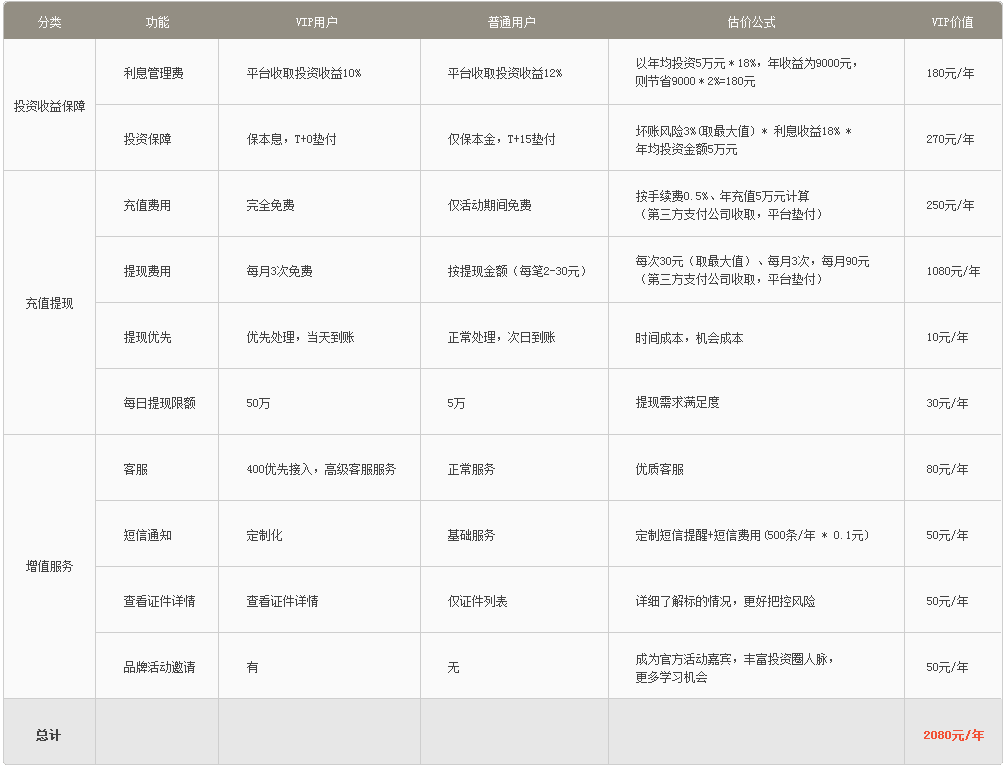 分类 功能 VIP用户 普通用户 估价公式 VIP价值
投资收益保障
利息管理费 平台收取投资收益10% 平台收取投资收益12% 以年均投资5万元*18%，年收益为9000元，
则节省9000*2%=180元 180元/年
投资保障 保本息，T+0垫付 仅保本金，T+15垫付 坏账风险3%(取最大值) * 利息收益18% *
年均投资金额5万元 270元/年
充值提现
充值费用 完全免费 仅活动期间免费 按手续费0.5%、年充值5万元计算
（第三方支付公司收取，平台垫付） 250元/年
提现费用 每月3次免费 按提现金额（每笔2-30元） 每次30元（取最大值）、每月3次，每月90元
（第三方支付公司收取，平台垫付） 1080元/年
提现优先 优先处理，当天到账 正常处理，次日到账 时间成本，机会成本 10元/年
每日提现限额 50万 5万 提现需求满足度 30元/年
增值服务
客服 400优先接入，高级客服服务 正常服务 优质客服 80元/年
短信通知 定制化 基础服务 定制短信提醒+短信费用(500条/年 * 0.1元) 50元/年
查看证件详情 查看证件详情 仅证件列表 详细了解标的情况，更好把控风险 50元/年
品牌活动邀请 有 无 成为官方活动嘉宾，丰富投资圈人脉，
更多学习机会 50元/年
总计 2080元/年